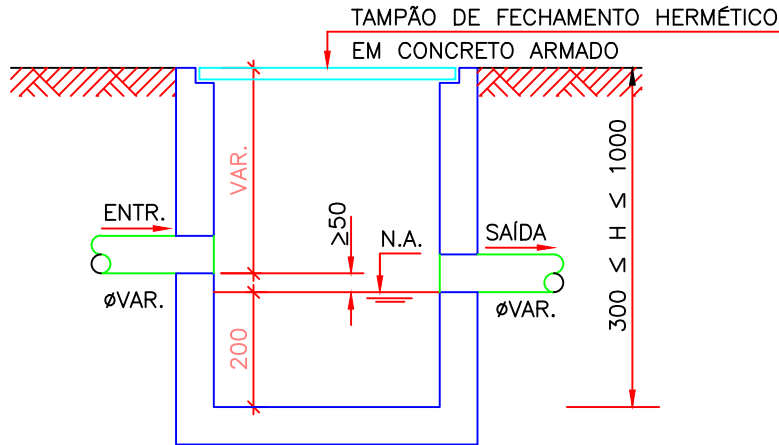 TAMPÃO DE FECHAMENTO HERMÉTICO
EM CONCRETO ARMADO
VAR.
300 ≤ H ≤ 1000
ENTR.
≥50
N.A.
SAÍDA
øVAR.
øVAR.
200